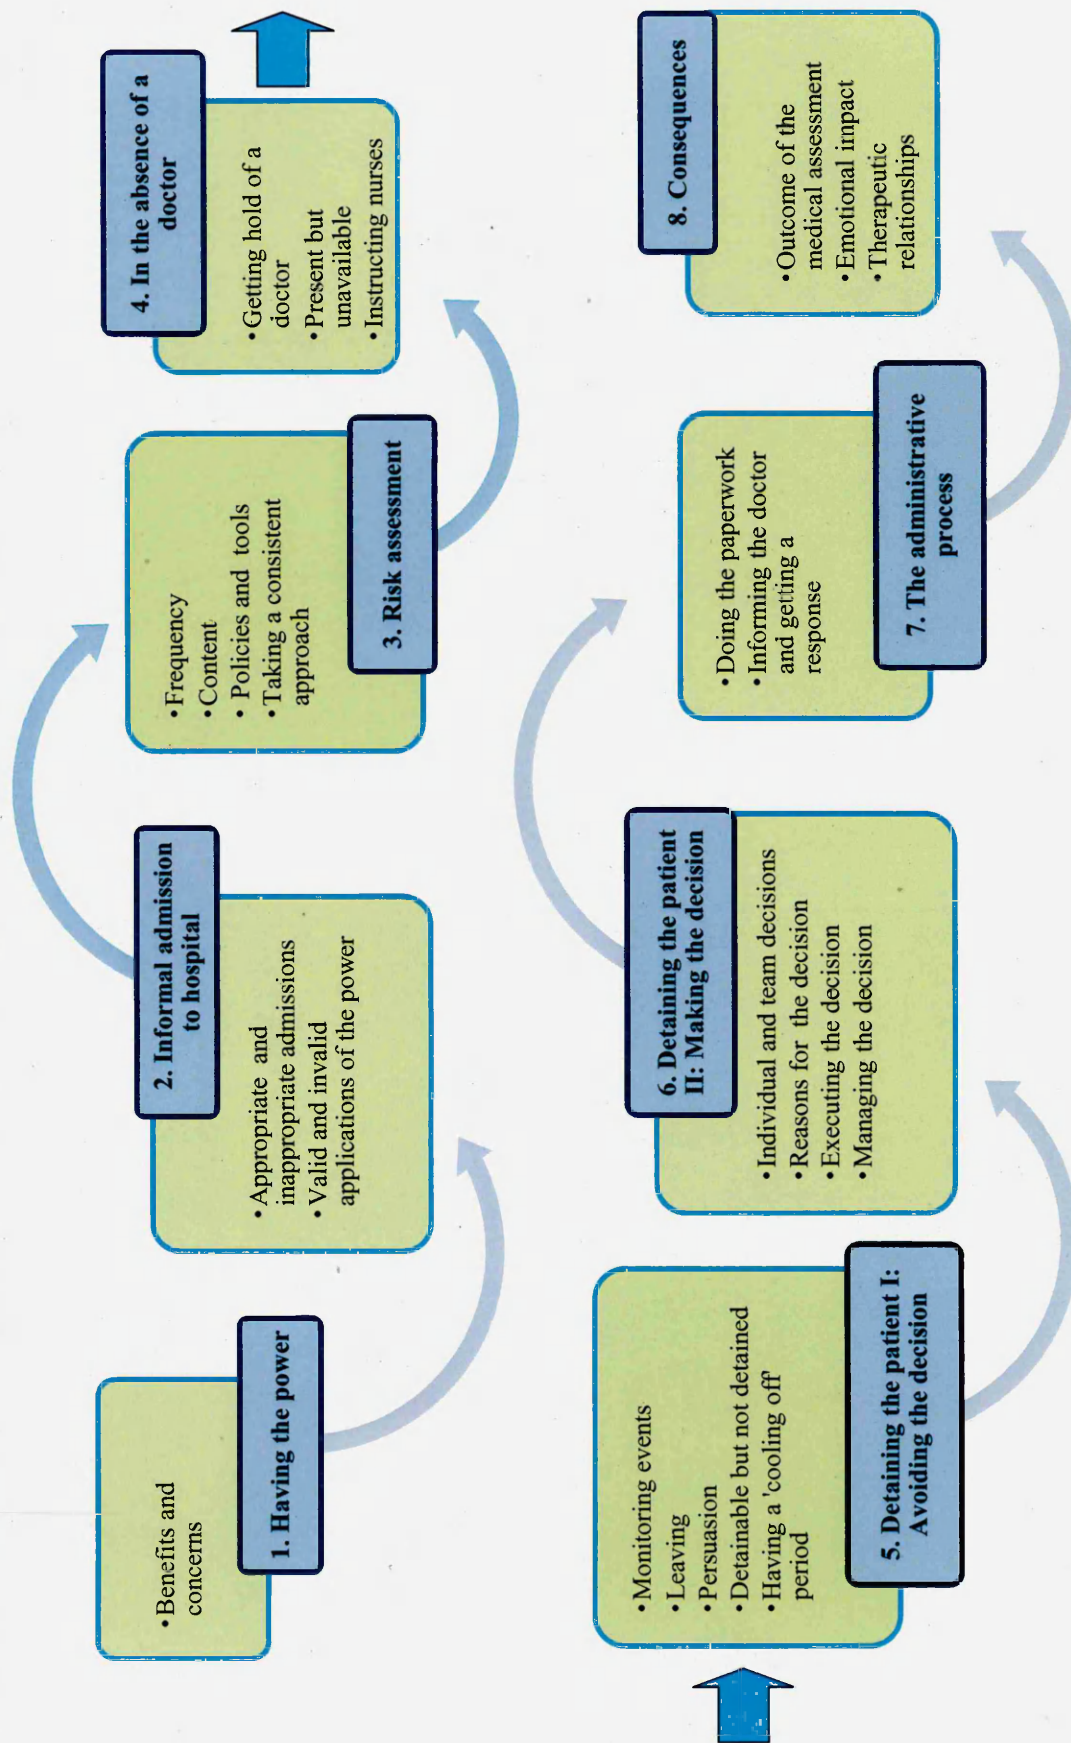 • Benefits and
concerns
1. Having the power
2. Informal admission
to hospital
• Appropriate and
inappropriate admissions
• Valid and invalid
applications of the power
• Frequency
• Content
• Policies and tools
• Taking a consistent
approach
3. Risk assessment
4. In the absence of a
doctor
• Getting hold of a
doctor
• Present but
unavailable
• Instructing nurses
• Monitoring events
• Leaving
• Persuasion
• Detainable but not detained
• Having a 'cooling off'
period
5. Detaining the patient I:
Avoiding the decision
6. Detaining the patient
II: Making the decision
• Individual and team decisions
• Reasons for the decision
• Executing the decision
• Managing the decision
• Doing the paperwork
• Informing the doctor
and getting a
response
7. The administrative
process
8. Consequences
• Outcome of the
medical assessment
• Emotional impact
• Therapeutic
relationships